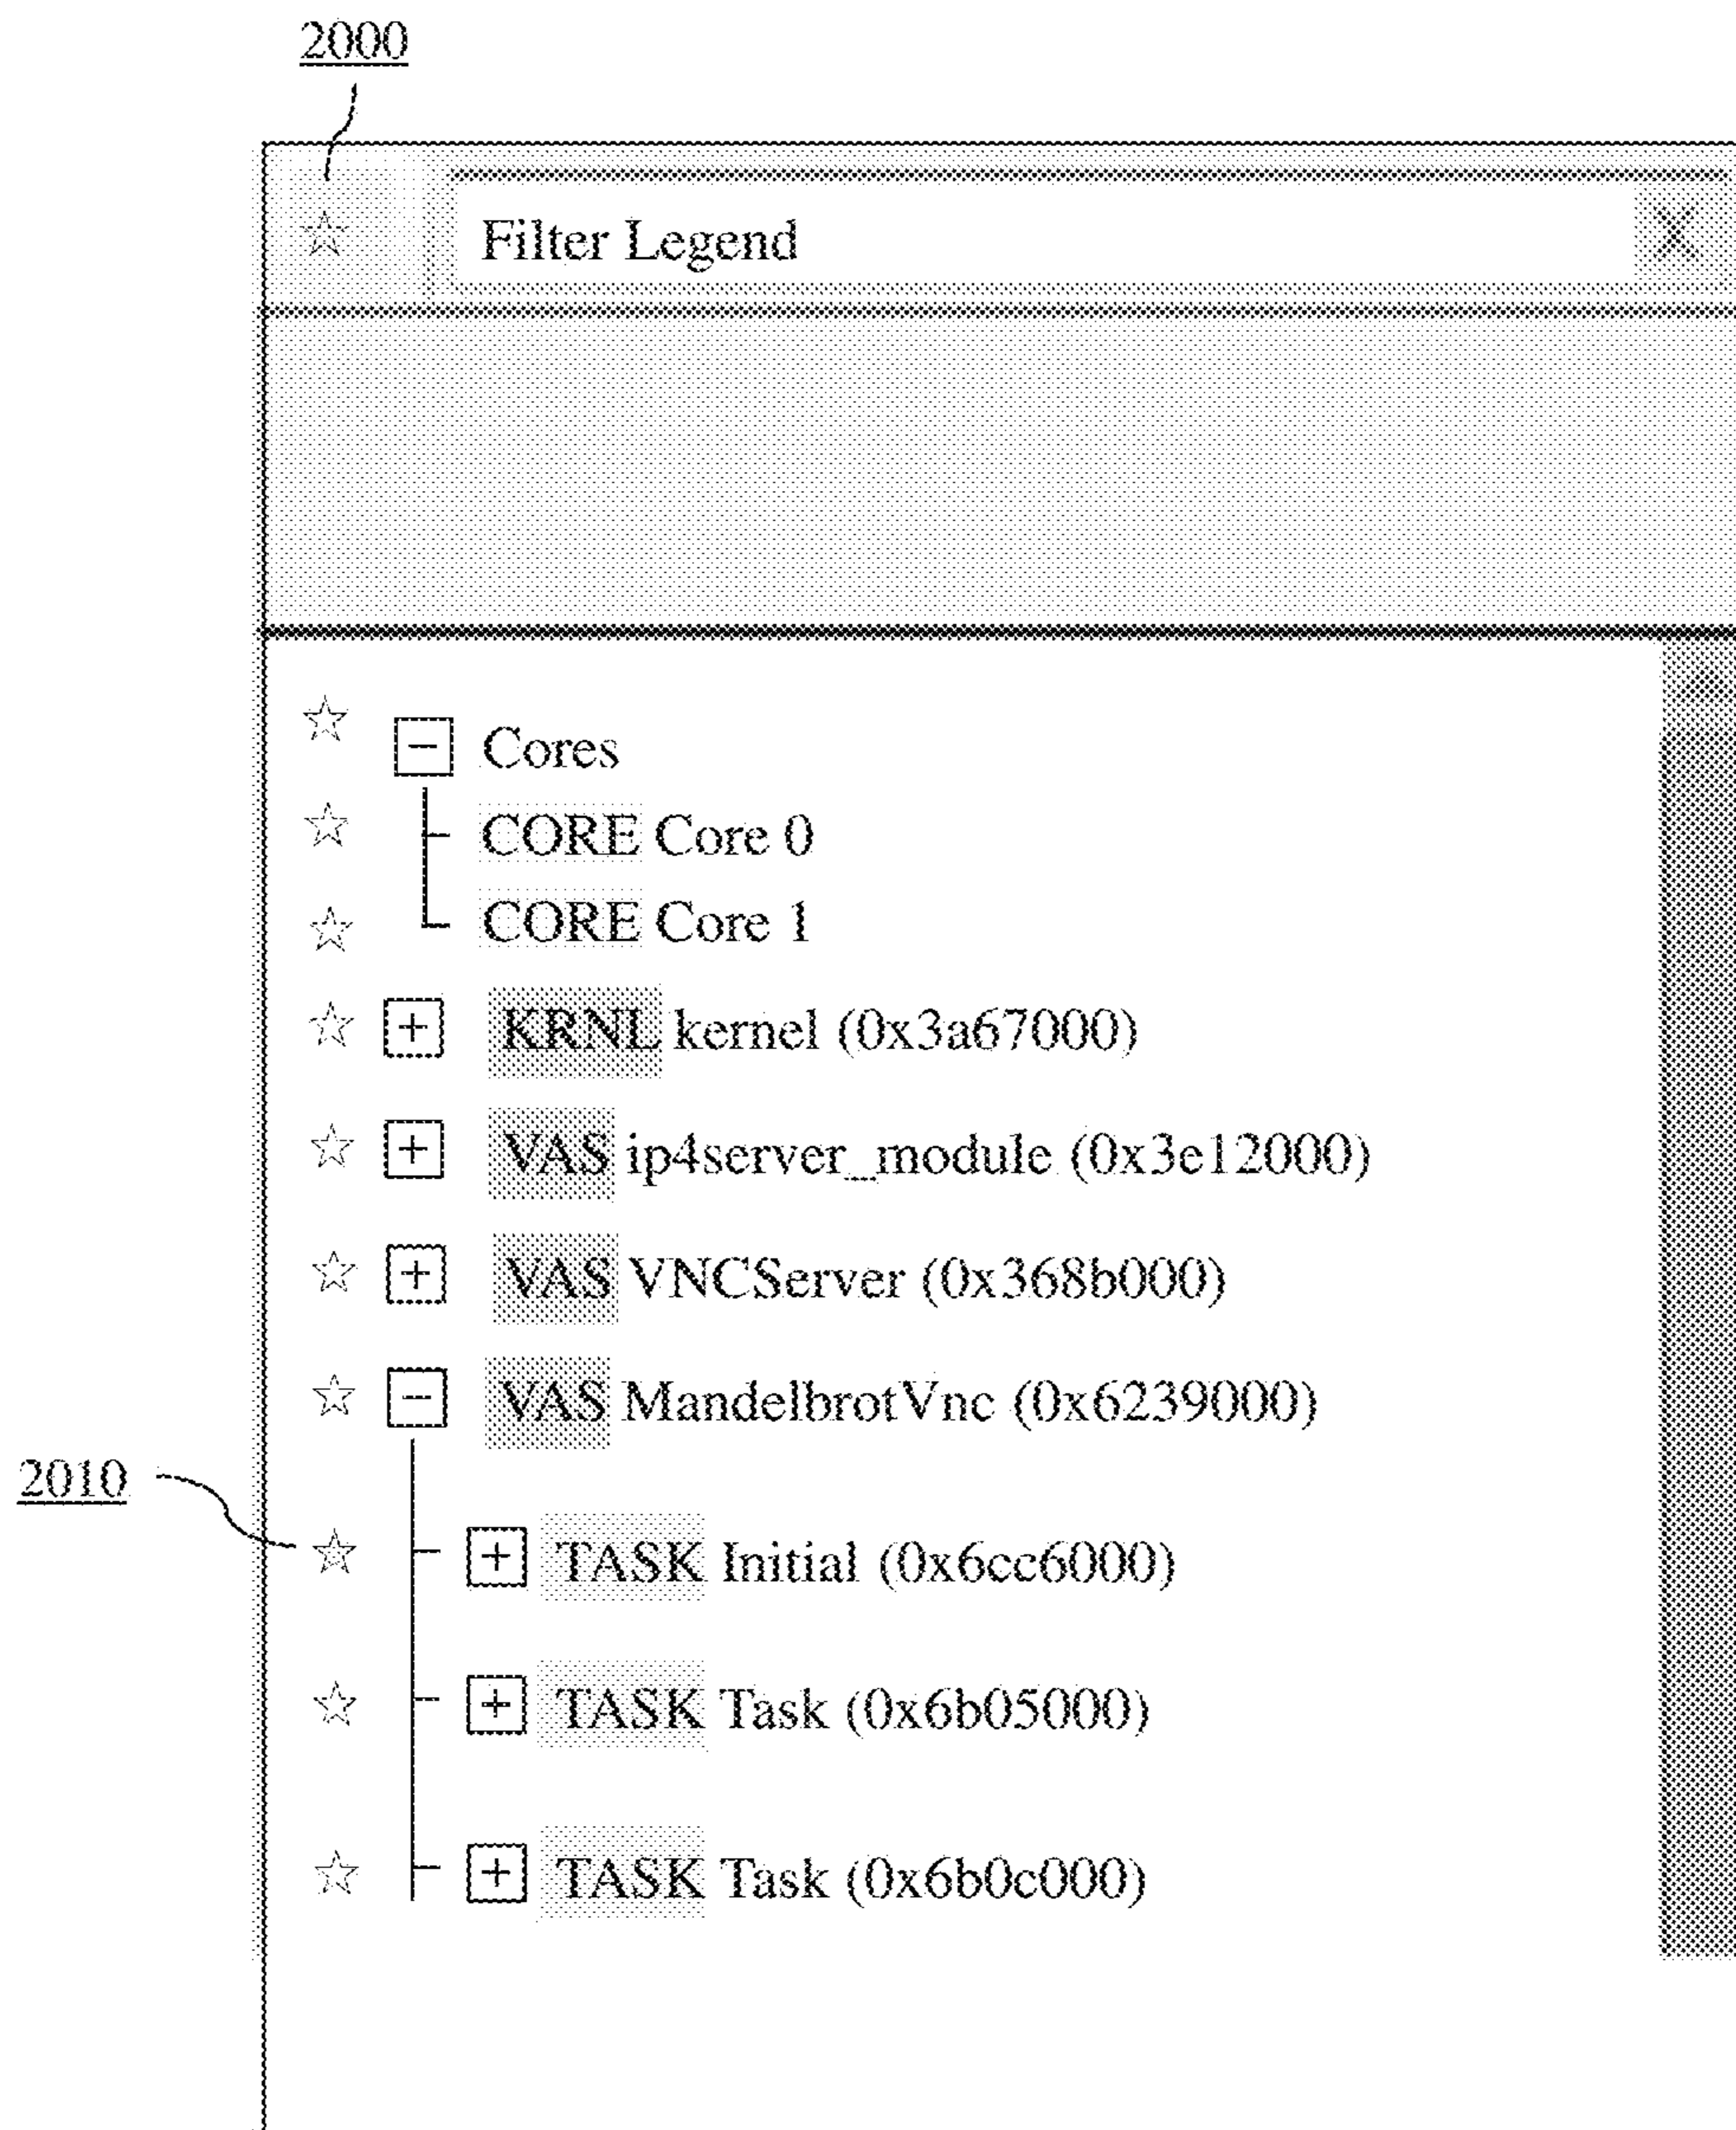 2000
Filter Legend X
Cores
CORE Core 0
CORE Core 1
KRNL kernel (0x3a67000)
VAS ip4server_module (0x3e12000)
VAS VNCServer (0x368b000)
VAS MandelbrotVnc (0x6239000)
2010
TASK Initial (0x6cc6000)
TASK Task (0x6b05000)
TASK Task (0x6b0c000)